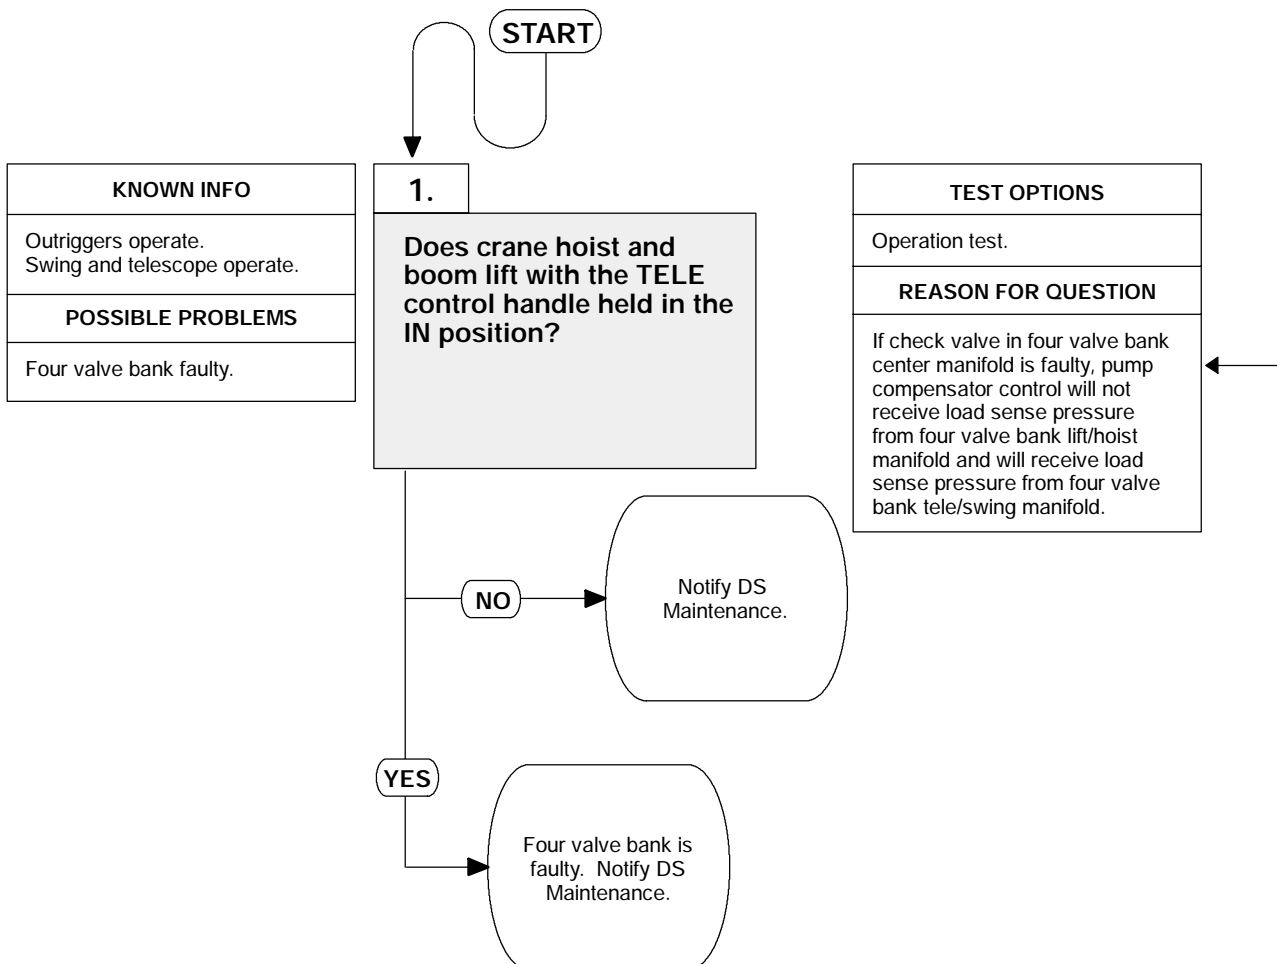 START
KNOWN INFO
Outriggers operate.
Swing and telescope operate.
POSSIBLE PROBLEMS
Four valve bank faulty.
1.
Does crane hoist and
boom lift with the TELE
control handle held in the
IN position?
TEST OPTIONS
Operation test.
REASON FOR QUESTION
If check valve in four valve bank
center manifold is faulty, pump
compensator control will not
receive load sense pressure
from four valve bank lift/hoist
manifold and will receive load
sense pressure from four valve
bank tele/swing manifold.
NO
Notify DS
Maintenance.
YES
Four valve bank is
faulty.  Notify DS
Maintenance.